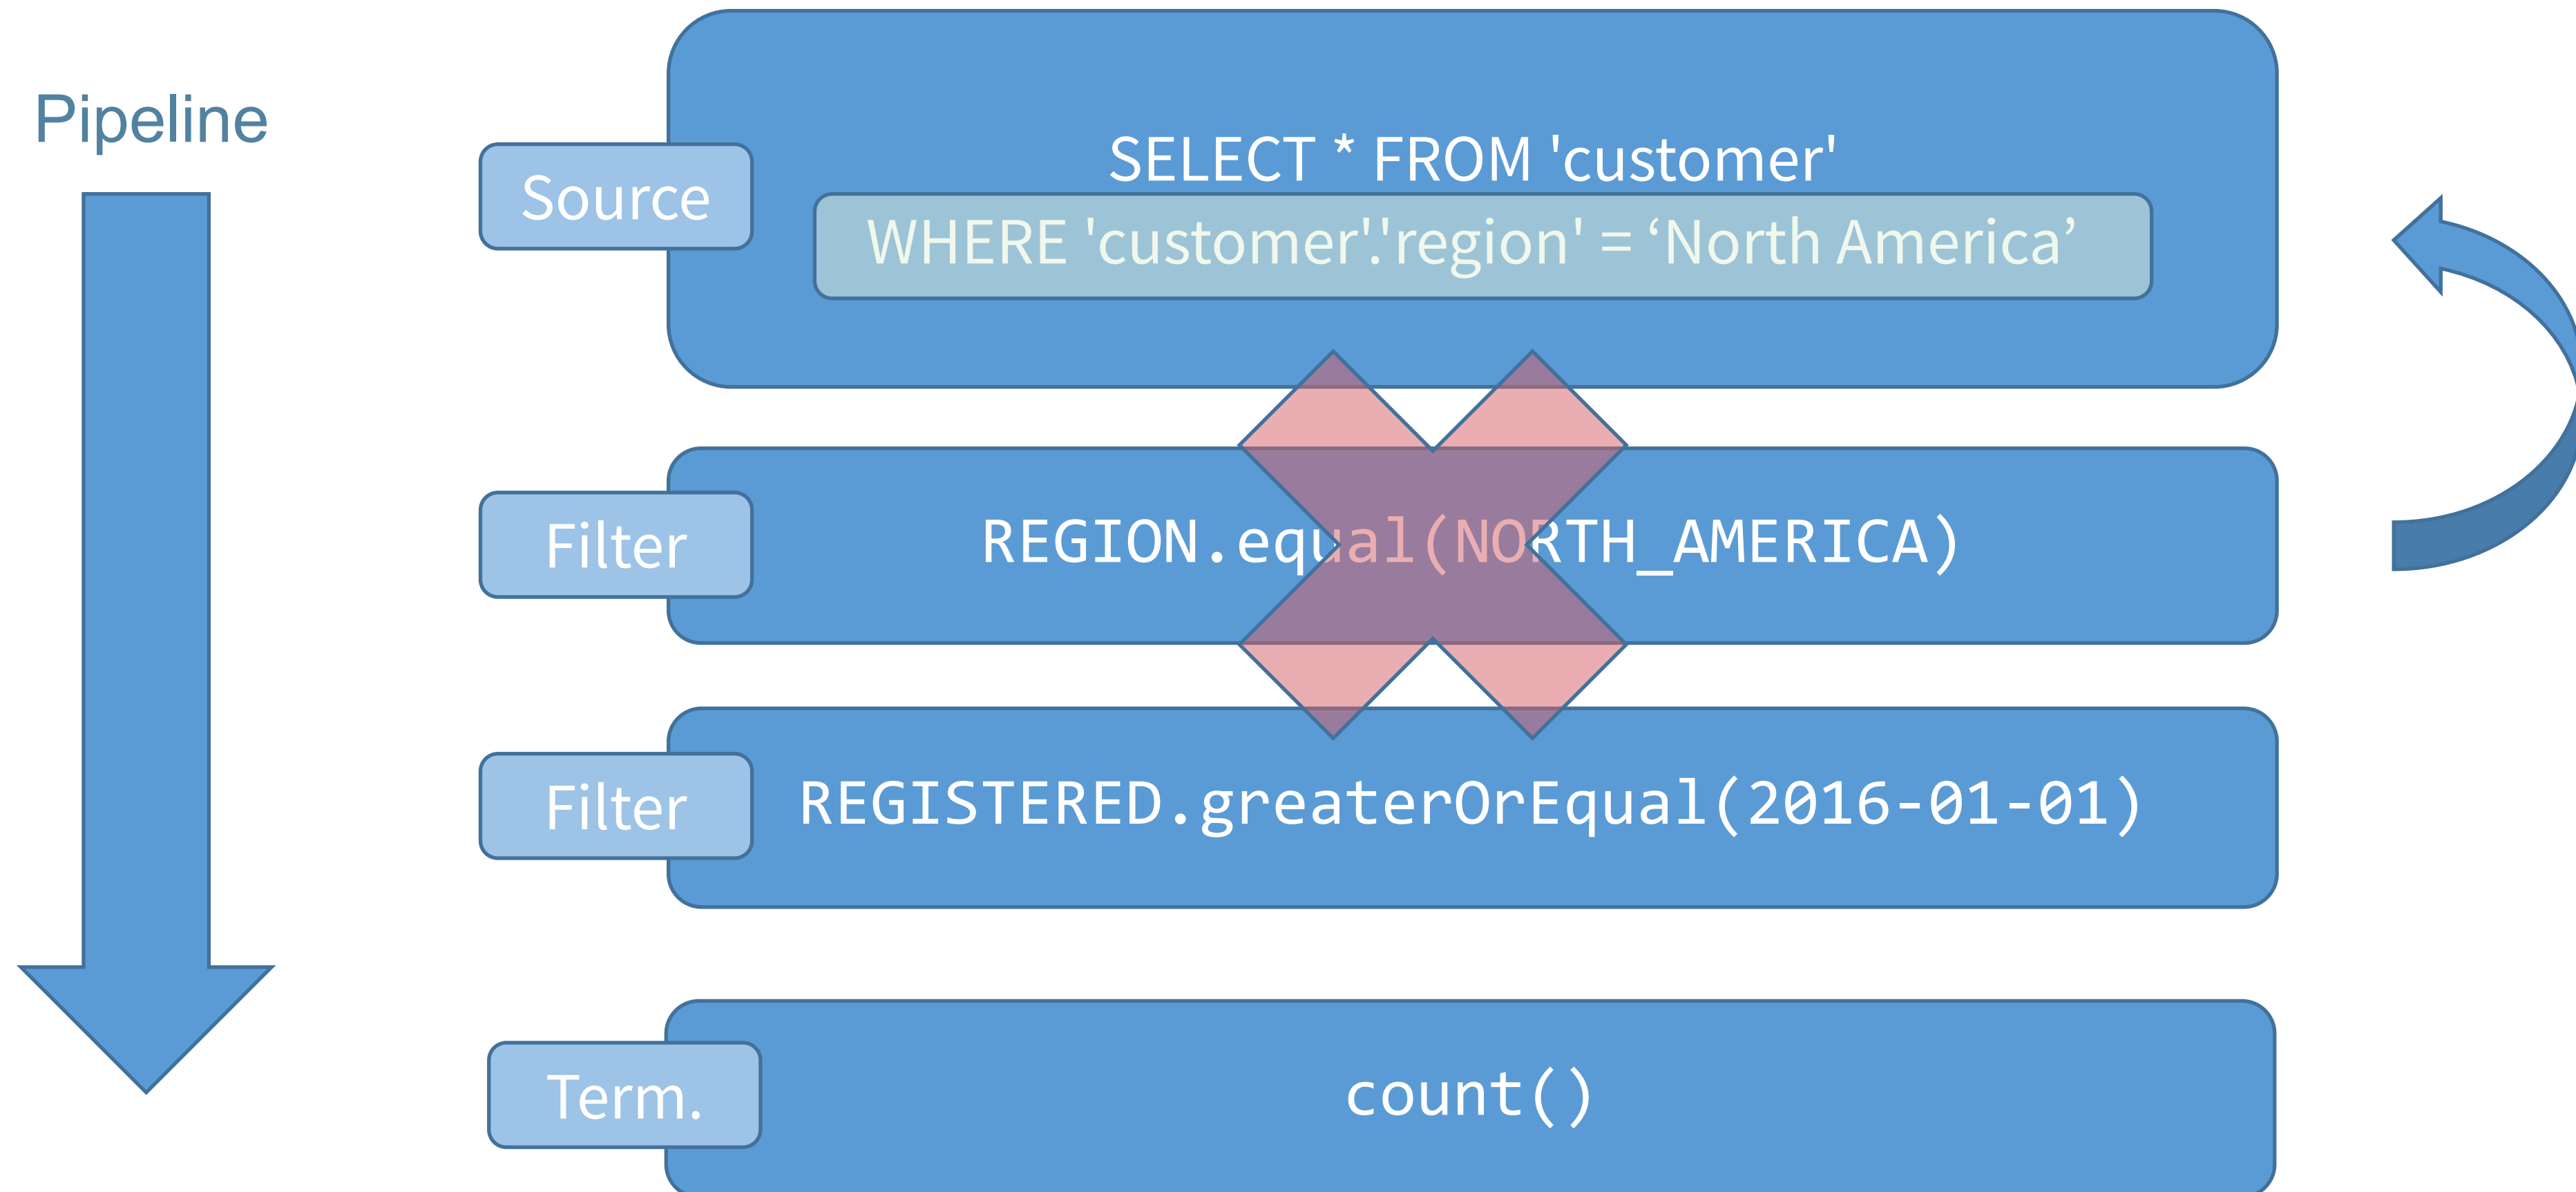 Pipeline
Source
SELECT * FROM 'customer'
WHERE 'customer'.'region' = ‘North America’
Filter
REGION.equal(NORTH_AMERICA)
Filter
REGISTERED.greaterOrEqual(2016-01-01)
Term.
count()